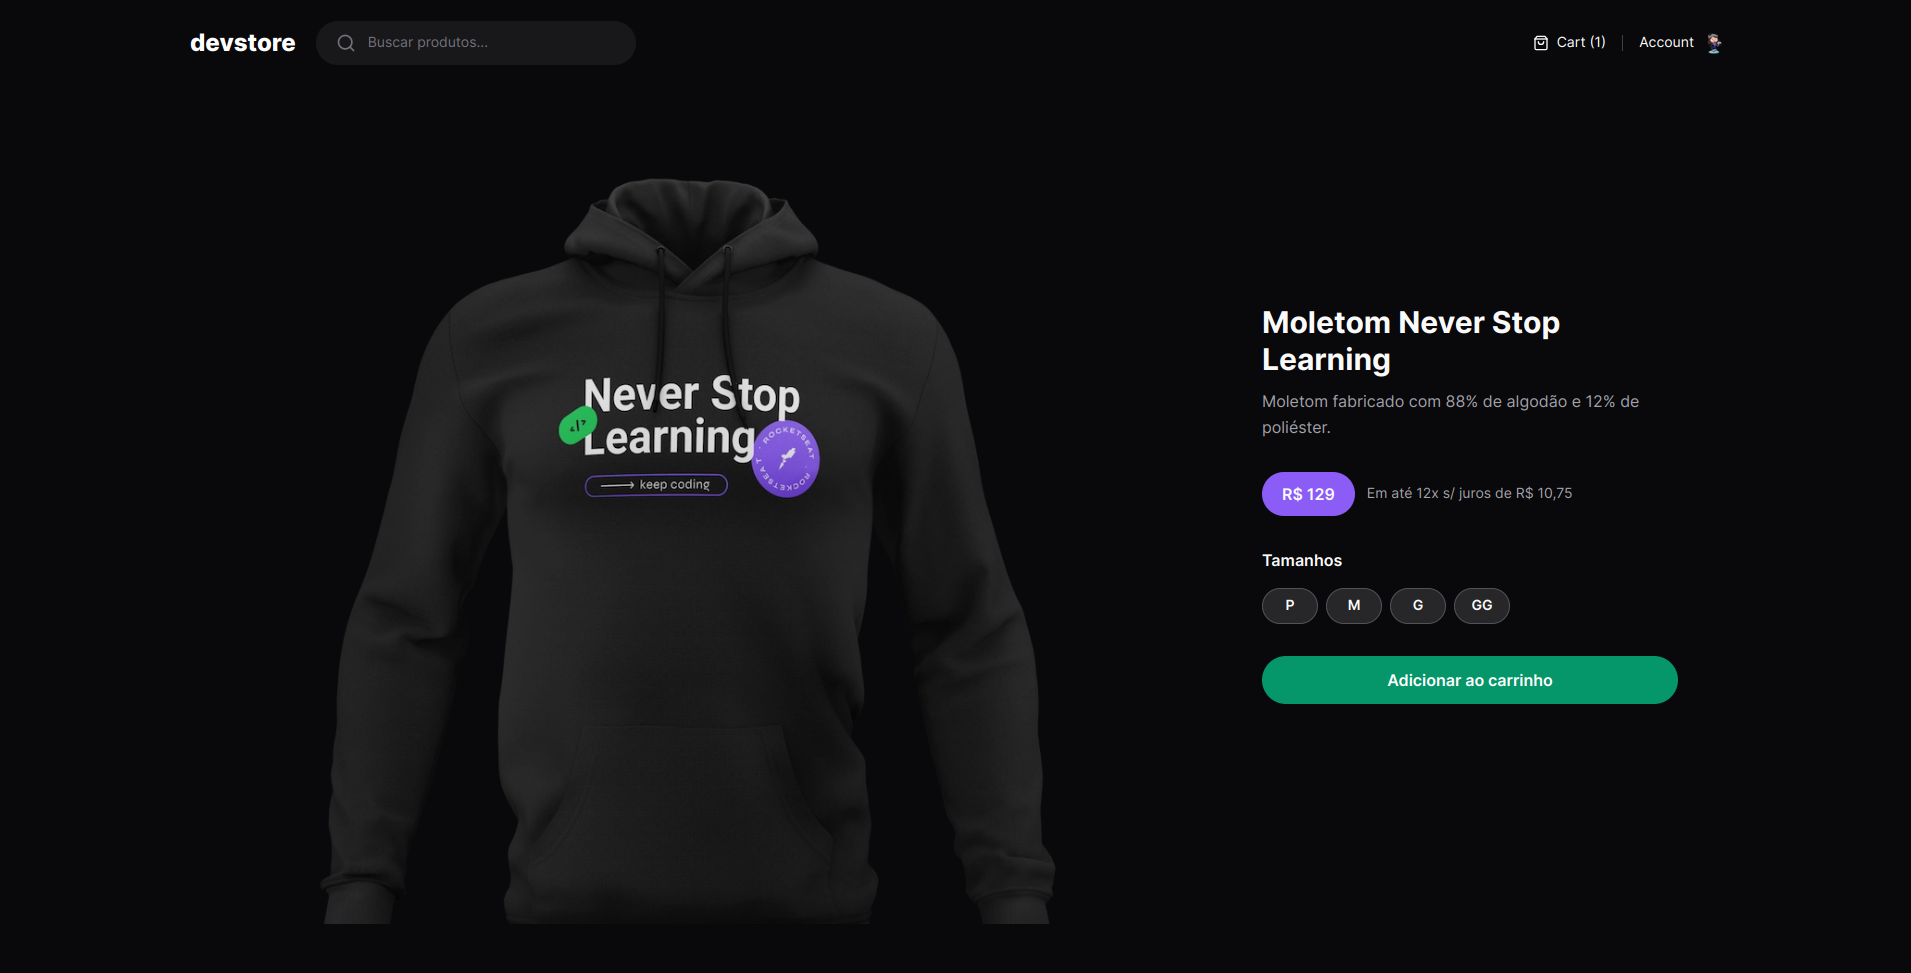 devstore
Buscar produtos...
Cart (1)
Account
Never Stop
</>
Learning
ROCKETSEAT · ROCKETSEAT ·
→ keep coding
Moletom Never Stop
Learning
Moletom fabricado com 88% de algodão e 12% de
poliéster.
R$ 129
Em até 12x s/ juros de R$ 10,75
Tamanhos
P
M
G
GG
Adicionar ao carrinho